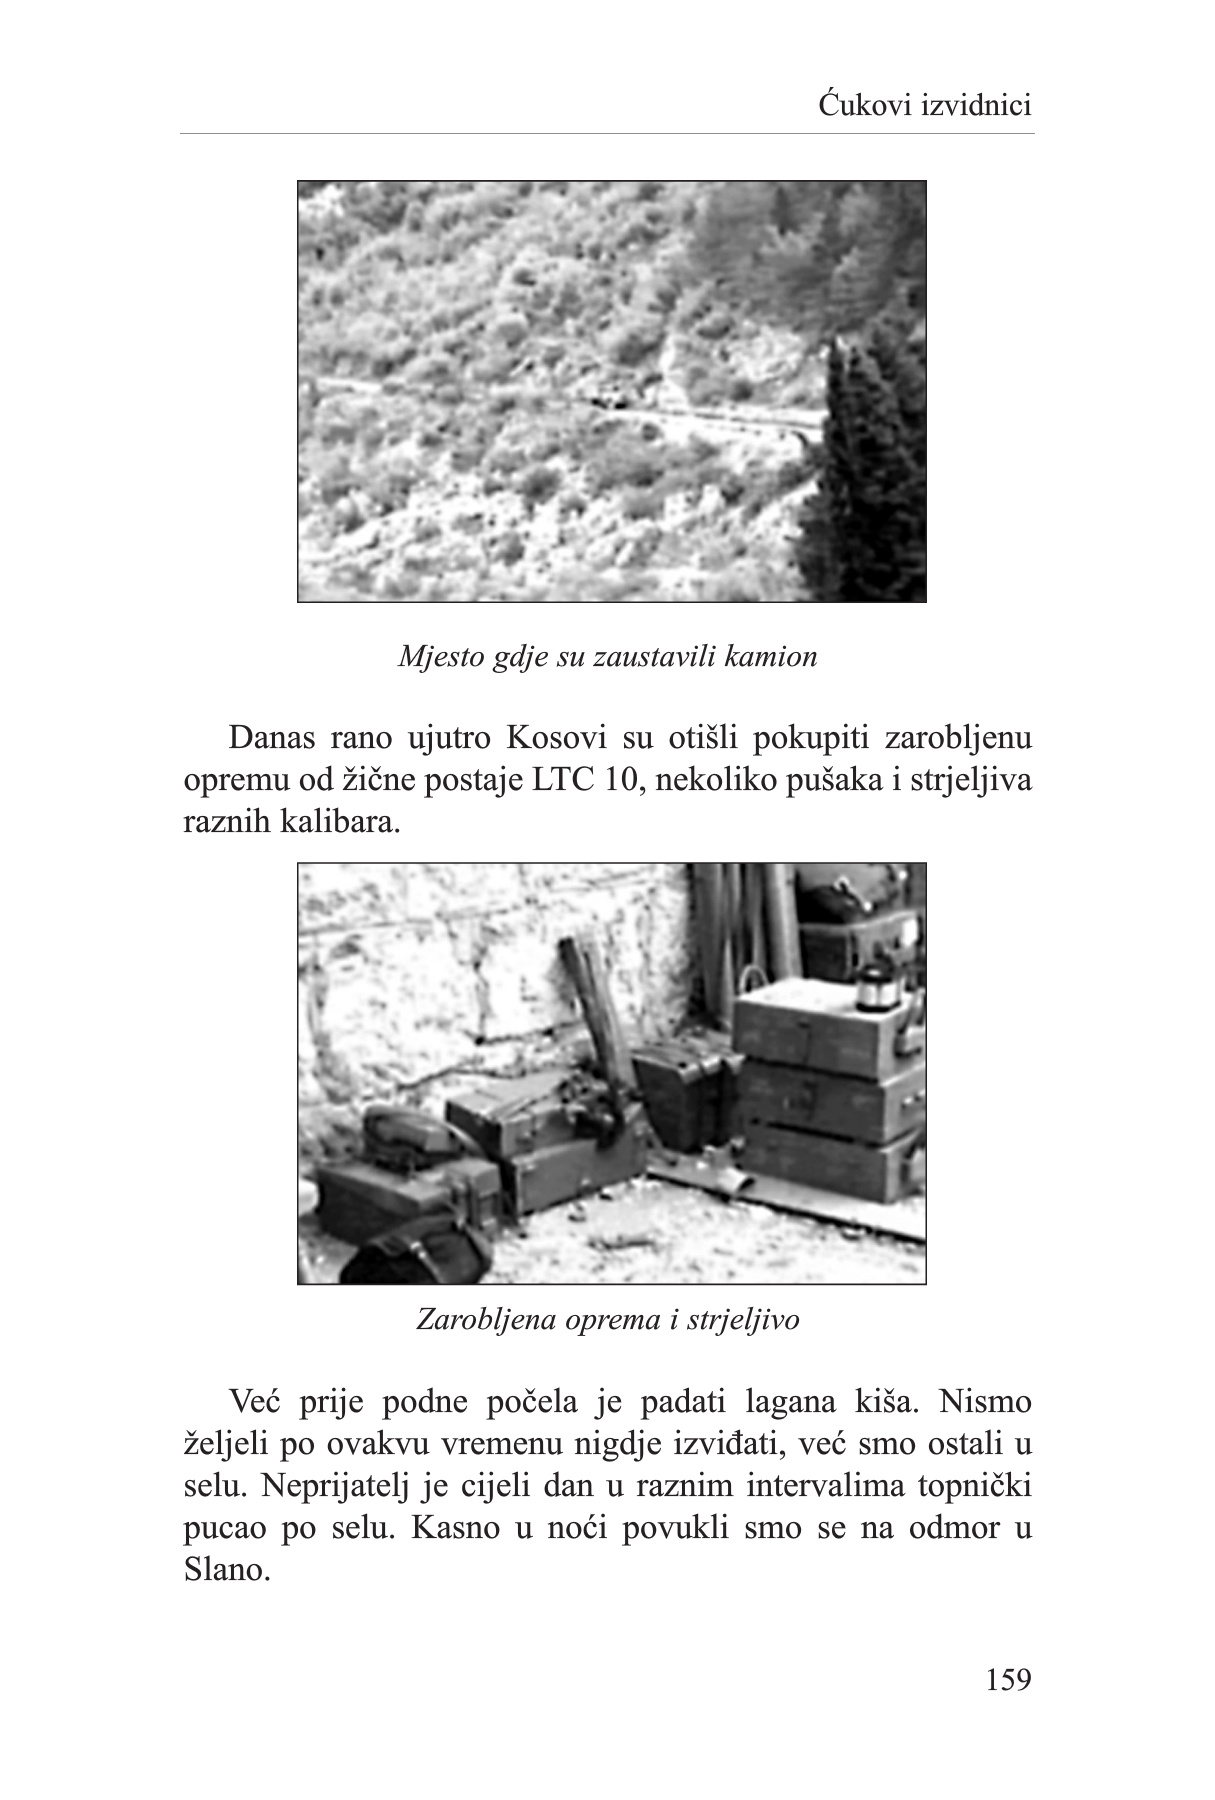 Ćukovi izvidnici
Mjesto gdje su zaustavili kamion
Danas rano ujutro Kosovi su otišli pokupiti zarobljenu
opremu od žične postaje LTC 10, nekoliko pušaka i strjeljiva
raznih kalibara.
Zarobljena oprema i strjeljivo
Već prije podne počela je padati lagana kiša. Nismo
željeli po ovakvu vremenu nigdje izviđati, već smo ostali u
selu. Neprijatelj je cijeli dan u raznim intervalima topnički
pucao po selu. Kasno u noći povukli smo se na odmor u
Slano.
159